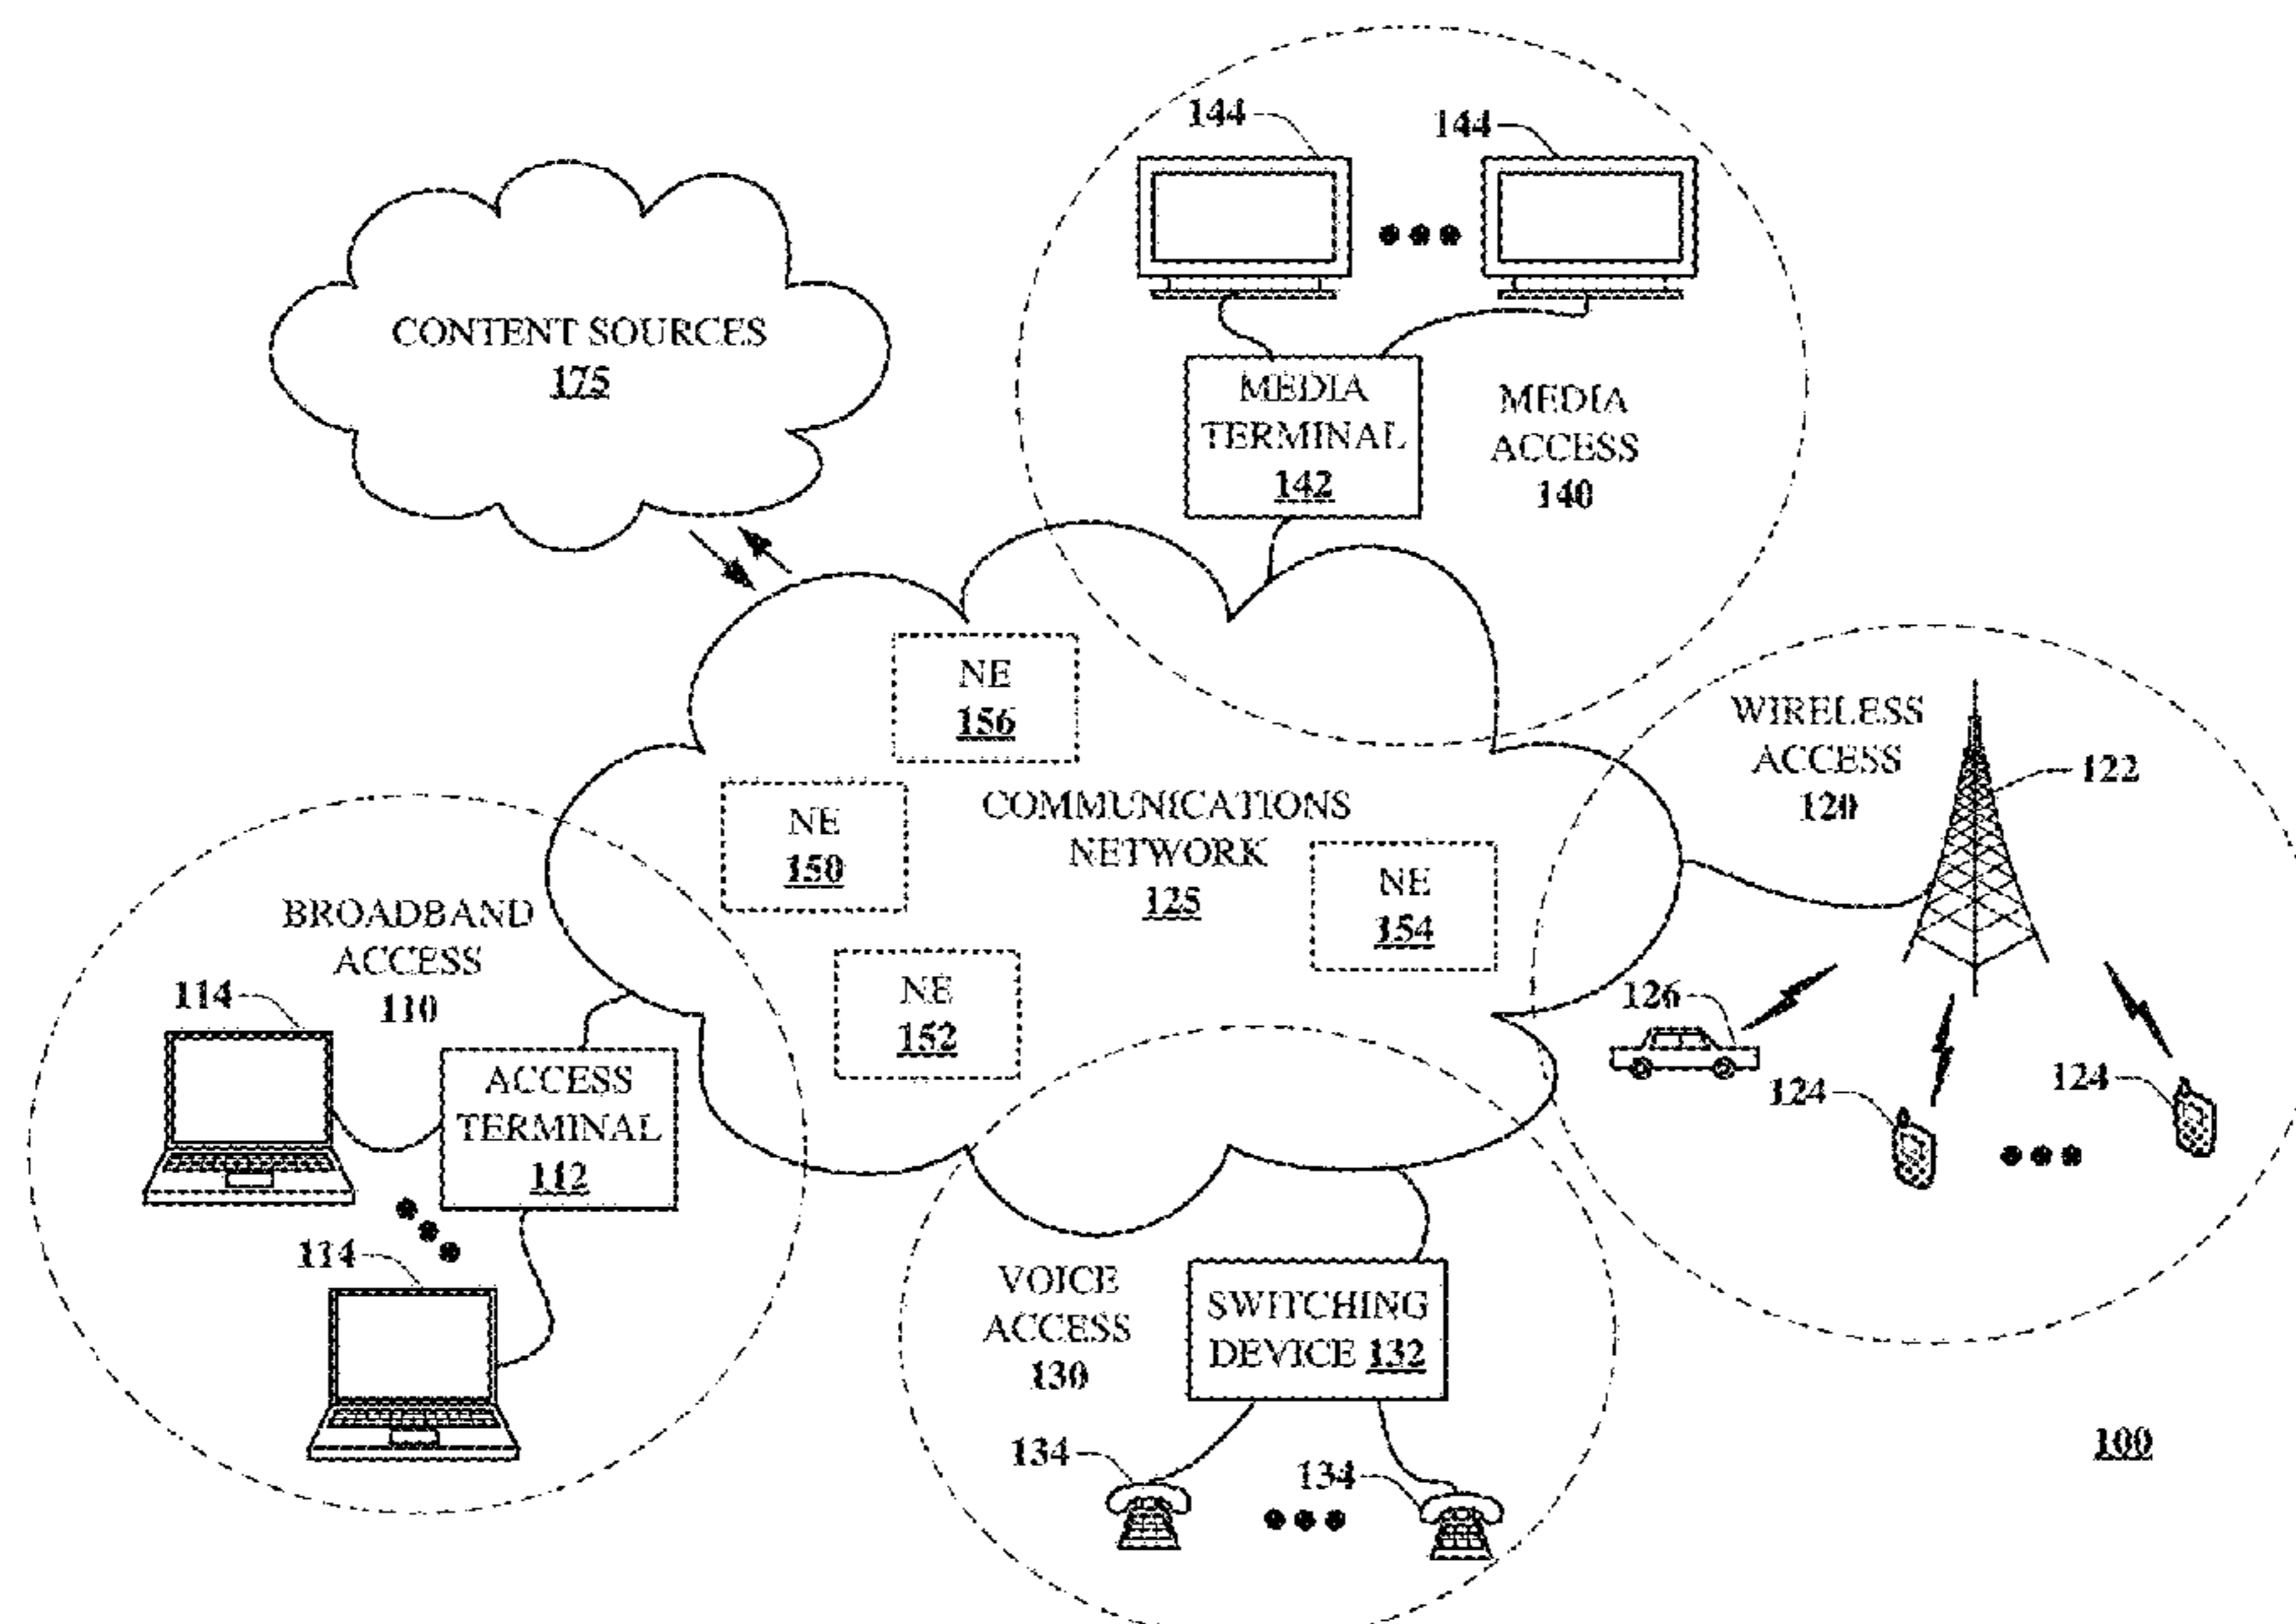 144
144
CONTENT SOURCES
175
MEDIA
TERMINAL
142
MEDIA
ACCESS
140
NE
156
WIRELESS
ACCESS
120
122
NE
150
COMMUNICATIONS
NETWORK
125
NE
154
BROADBAND
ACCESS
110
114
NE
152
126
124
124
ACCESS
TERMINAL
112
114
VOICE
ACCESS
130
SWITCHING
DEVICE 132
134
134
100